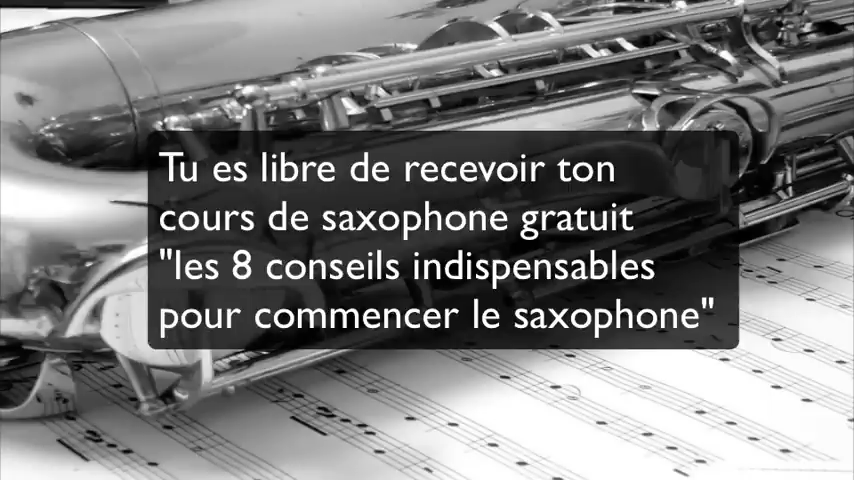 Tu es libre de recevoir ton
cours de saxophone gratuit
"les 8 conseils indispensables
pour commencer le saxophone"